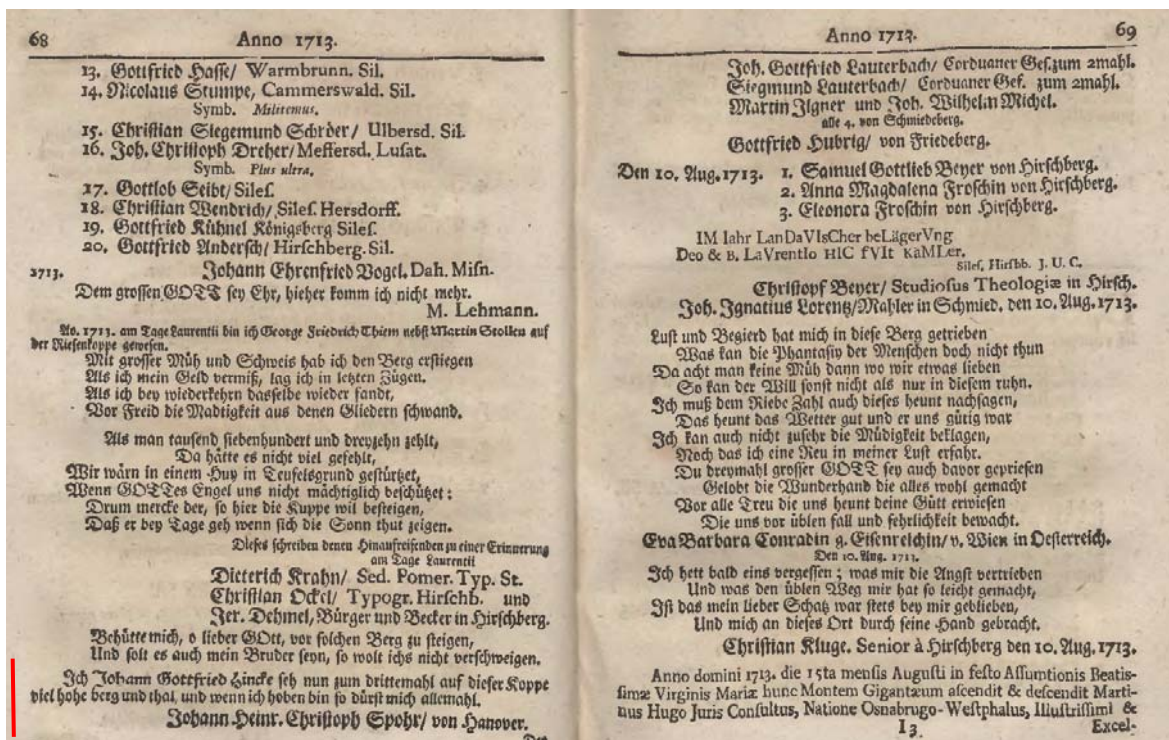 68 Anno 1713.
13. Gottfried Hasse/ Warmbrunn. Sil.
14. Nicolaus Stumpe, Cammerswald. Sil.
Symb. Militemus.
15. Christian Siegemund Schröer/ Ulbersd. Sil.
16. Joh. Christoph Dreher/ Meffersd. Lusat.
Symb. Plus ultra.
17. Gottlob Seibt/ Siles.
18. Christian Wendrich/ Siles. Hersdorff.
19. Gottfried Kühnel Königsberg Siles.
20. Gottfried Andersch/ Hirschberg. Sil.
1713. Johann Ehrenfried Vogel. Dah. Misn.
Dem grossen GOTT sey Ehr, hieher komm ich nicht mehr.
M. Lehmann.
Ao. 1713. am Tage Laurentii bin ich George Friedrich Thiem nebst Martin Stollen auf
der Riesenkoppe gewesen.
Mit grosser Müh und Schweis hab ich den Berg erstiegen
Als ich mein Geld vermiß, lag ich in letzten Zügen.
Als ich bey wiederkehrn dasselbe wieder fandt,
Vor Freid die Madtigkeit aus denen Gliedern schwand.
Als man tausend siebenhundert und dreyzehn zehlt,
Da hätte es nicht viel gefehlt,
Wir wärn in einem Huy in Teufelsgrund gestürtzet,
Wenn GOTTes Engel uns nicht mächtiglich beschützet:
Drum mercke der, so hier die Kuppe wil besteigen,
Daß er bey Tage geh wenn sich die Sonn thut zeigen.
Dieses schreiben denen Hinaufreisenden zu einer Erinnerung
am Tage Laurentii
Dieterich Krahn/ Sed. Pomer. Typ. St.
Christian Ockel/ Typogr. Hirschb. und
Jer. Dehmel, Bürger und Becker in Hirschberg.
Behütte mich, o lieber GOtt, vor solchen Berg zu steigen,
Und solt es auch mein Bruder seyn, so wolt ichs nicht verschweigen.
Ich Johann Gottfried Hincke seh nun zum drittemahl auf dieser Koppe
viel hohe berg und thal, und wenn ich hoben bin so dürst mich allemahl.
Johann Heinr. Christoph Spohr/ von Hanover.
Anno 1713. 69
Joh. Gottfried Lauterbach/ Corduaner Ges. zum 2mahl.
Siegmund Lauterbach/ Corduaner Ges. zum 2mahl.
Martin Ilgner und Joh. Wilhelm Michel.
alle 4. von Schmiedeberg.
Gottfried Hubrig/ von Friedeberg.
Den 10. Aug. 1713. 1. Samuel Gottlieb Beyer von Hirschberg.
2. Anna Magdalena Froschin von Hirschberg.
3. Eleonora Froschin von Hirschberg.
IM Iahr LanDaVIsCher beLägerVng
Deo & B. LaVrentIo HIC fVIt KaMLer.
Siles. Hirsbb. J. U. C.
Christopf Beyer/ Studiosus Theologiæ in Hirsch.
Joh. Ignatius Lorentz/ Mahler in Schmied. den 10. Aug. 1713.
Lust und Begierd hat mich in diese Berg getrieben
Was kan die Phantasiy der Menschen doch nicht thun
Da acht man keine Müh dann wo wir etwas lieben
So kan der Will sonst nicht als nur in diesem ruhn.
Ich muß dem Riebe Zahl auch dieses heunt nachsagen,
Das heunt das Wetter gut und er uns gütig war
Ich kan auch nicht zusehr die Müdigkeit beklagen,
Noch das ich eine Reu in meiner Lust erfahr.
Du dreymahl grosser GOTT sey auch davor gepriesen
Gelobt die Wunderhand die alles wohl gemacht
Vor alle Treu die uns heunt deine Gütt erwiesen
Die uns vor üblen fall und fehrlichkeit bewacht.
Eva Barbara Conradin g. Eisenreichin/ v. Wien in Oesterreich.
Den 10. Aug. 1713.
Ich hett bald eins vergessen; was mir die Angst vertrieben
Und was den üblen Weg mir hat so leicht gemacht,
Ist das mein lieber Schatz war stets bey mir geblieben,
Und mich an dieses Ort durch seine Hand gebracht.
Christian Kluge. Senior à Hirschberg den 10. Aug. 1713.
Anno domini 1713. die 15ta mensis Augusti in festo Assumtionis Beatis-
simæ Virginis Mariæ hunc Montem Gigantæum ascendit & descendit Marti-
nus Hugo Juris Consultus, Natione Osnabrugo-Westphalus, Illustrissimi &
I 3 Excel-